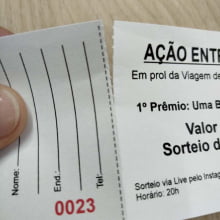 Nome:
End.:
Tel:
0023
AÇÃO ENT
Em prol da Viagem de
1º Prêmio: Uma B
Valor
Sorteio d
Sorteio via Live pelo Instag
Horário: 20h